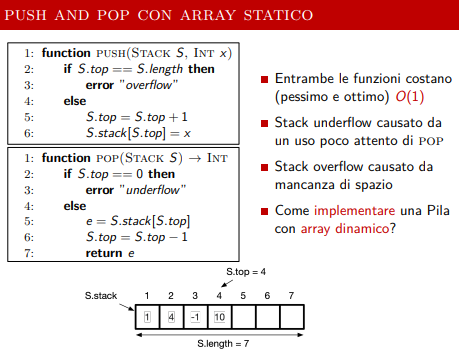 PUSH AND POP CON ARRAY STATICO
1: function PUSH(STACK S, INT x)
2: if S.top == S.length then
3: error "overflow"
4: else
5: S.top = S.top + 1
6: S.stack[S.top] = x
1: function POP(STACK S) → INT
2: if S.top == 0 then
3: error "underflow"
4: else
5: e = S.stack[S.top]
6: S.top = S.top − 1
7: return e
Entrambe le funzioni costano
(pessimo e ottimo) O(1)
Stack underflow causato da
un uso poco attento di POP
Stack overflow causato da
mancanza di spazio
Come implementare una Pila
con array dinamico?
S.top = 4
S.stack 1 2 3 4 5 6 7
1 4 -1 10
S.length = 7